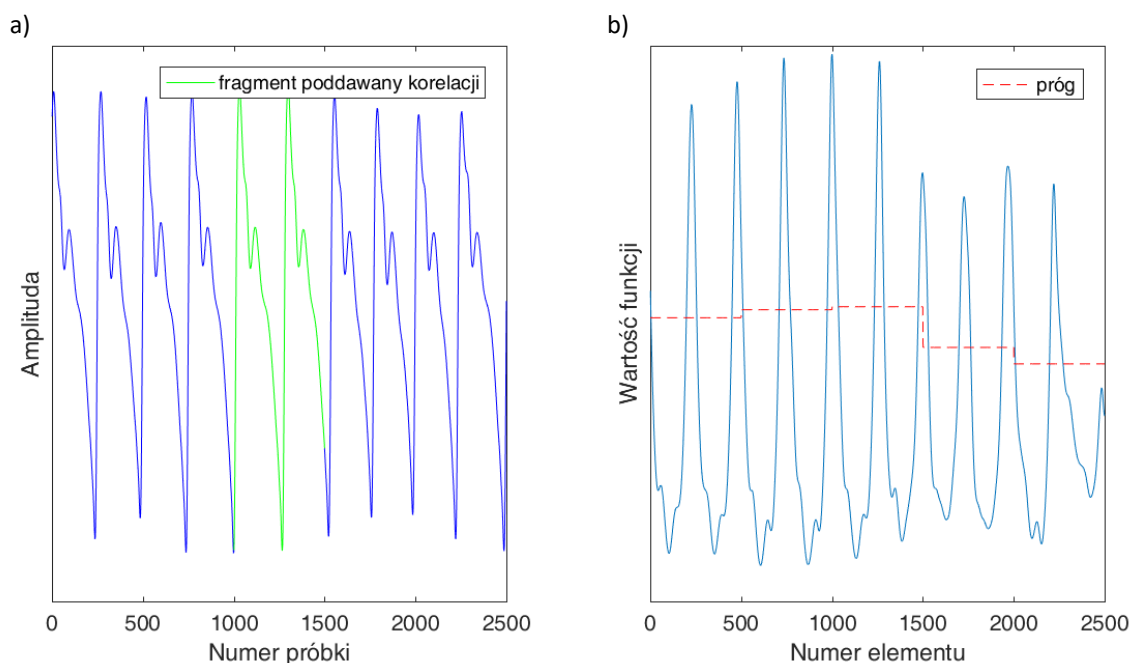 a)
fragment poddawany korelacji
Amplituda
0 500 1000 1500 2000 2500
Numer próbki
b)
próg
Wartość funkcji
0 500 1000 1500 2000 2500
Numer elementu